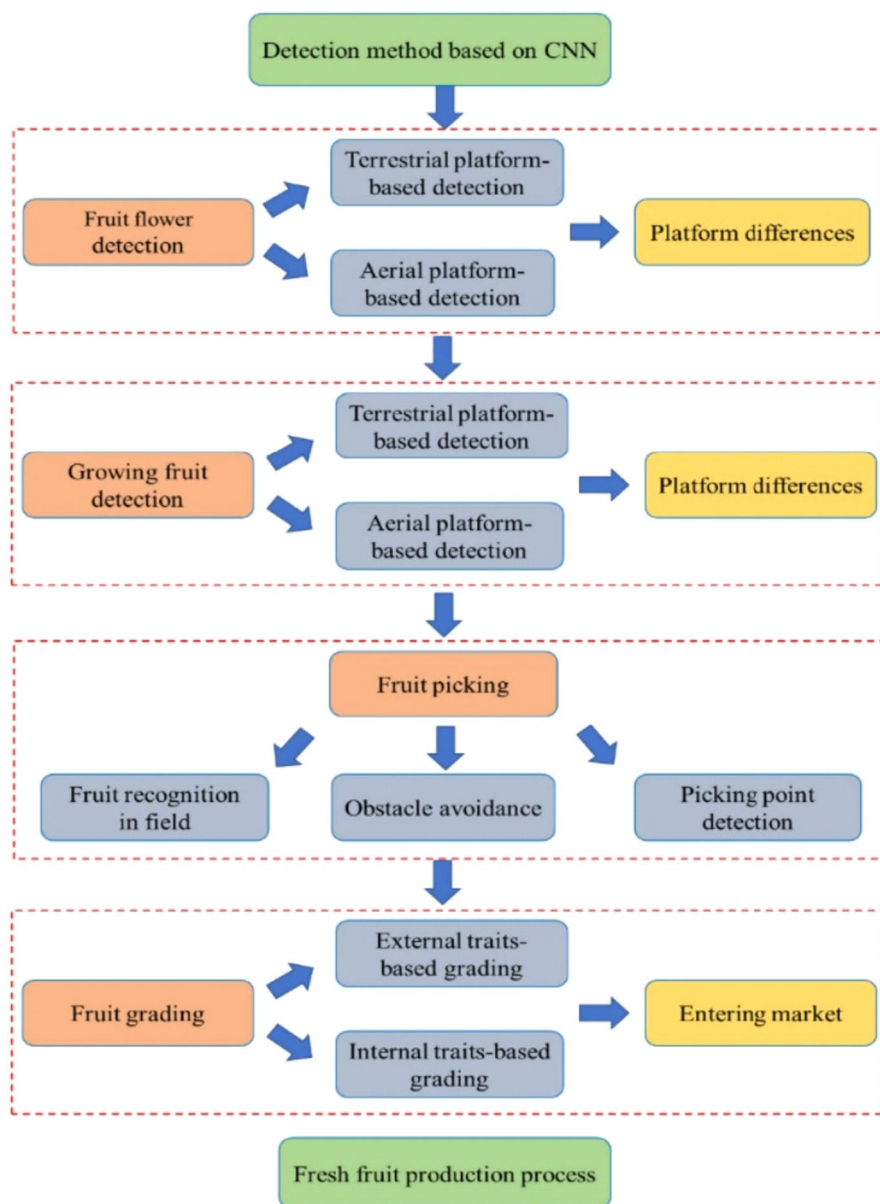 Detection method based on CNN
Terrestrial platform-
based detection
Fruit flower
detection
Platform differences
Aerial platform-
based detection
Terrestrial platform-
based detection
Growing fruit
detection
Platform differences
Aerial platform-
based detection
Fruit picking
Fruit recognition
in field
Obstacle avoidance
Picking point
detection
External traits-
based grading
Fruit grading
Entering market
Internal traits-based
grading
Fresh fruit production process